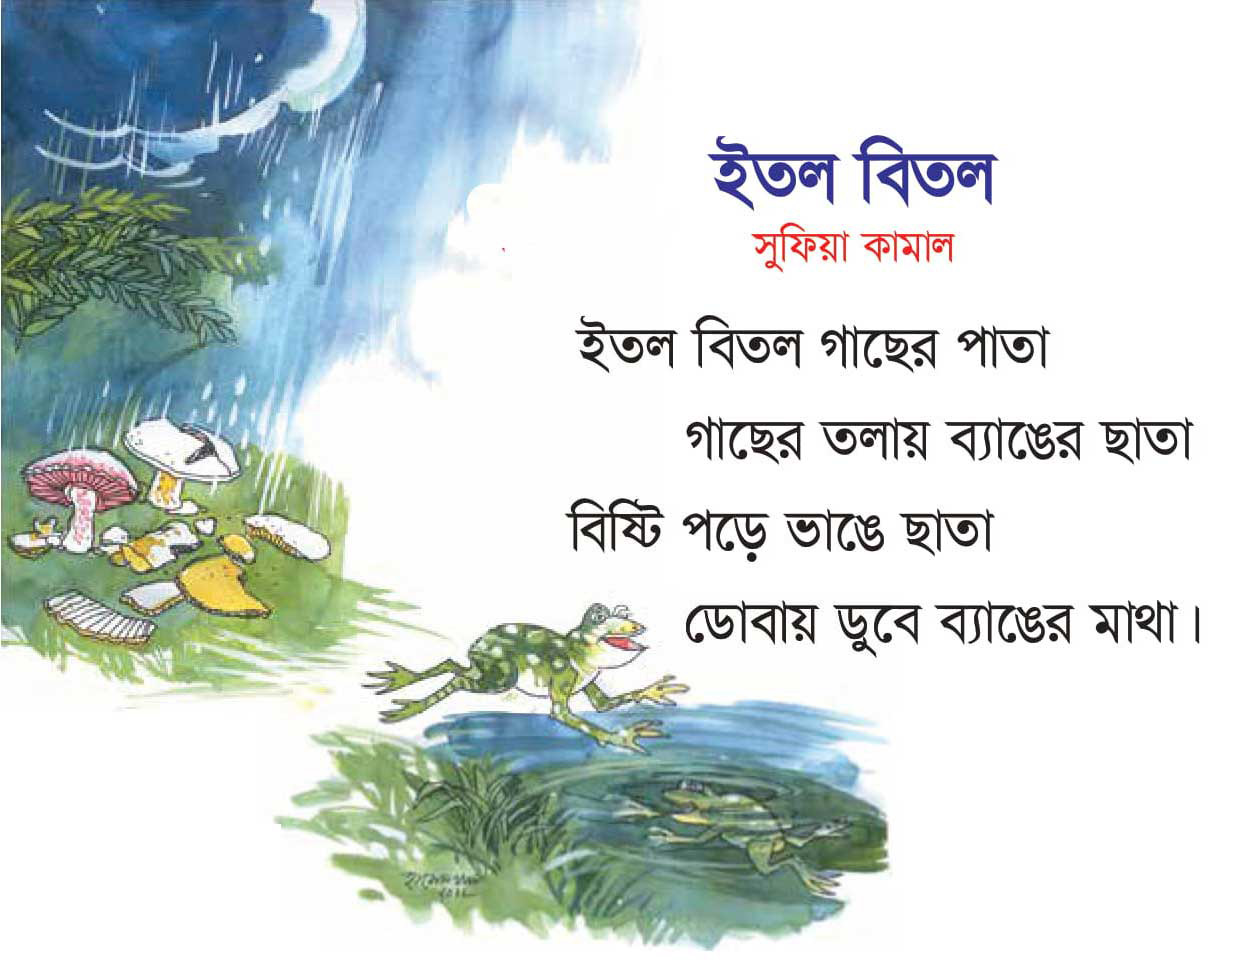 ইতল বিতল
সুফিয়া কামাল
ইতল বিতল গাছের পাতা
গাছের তলায় ব্যাঙের ছাতা
বিষ্টি পড়ে ভাঙে ছাতা
ডোবায় ডুবে ব্যাঙের মাথা।